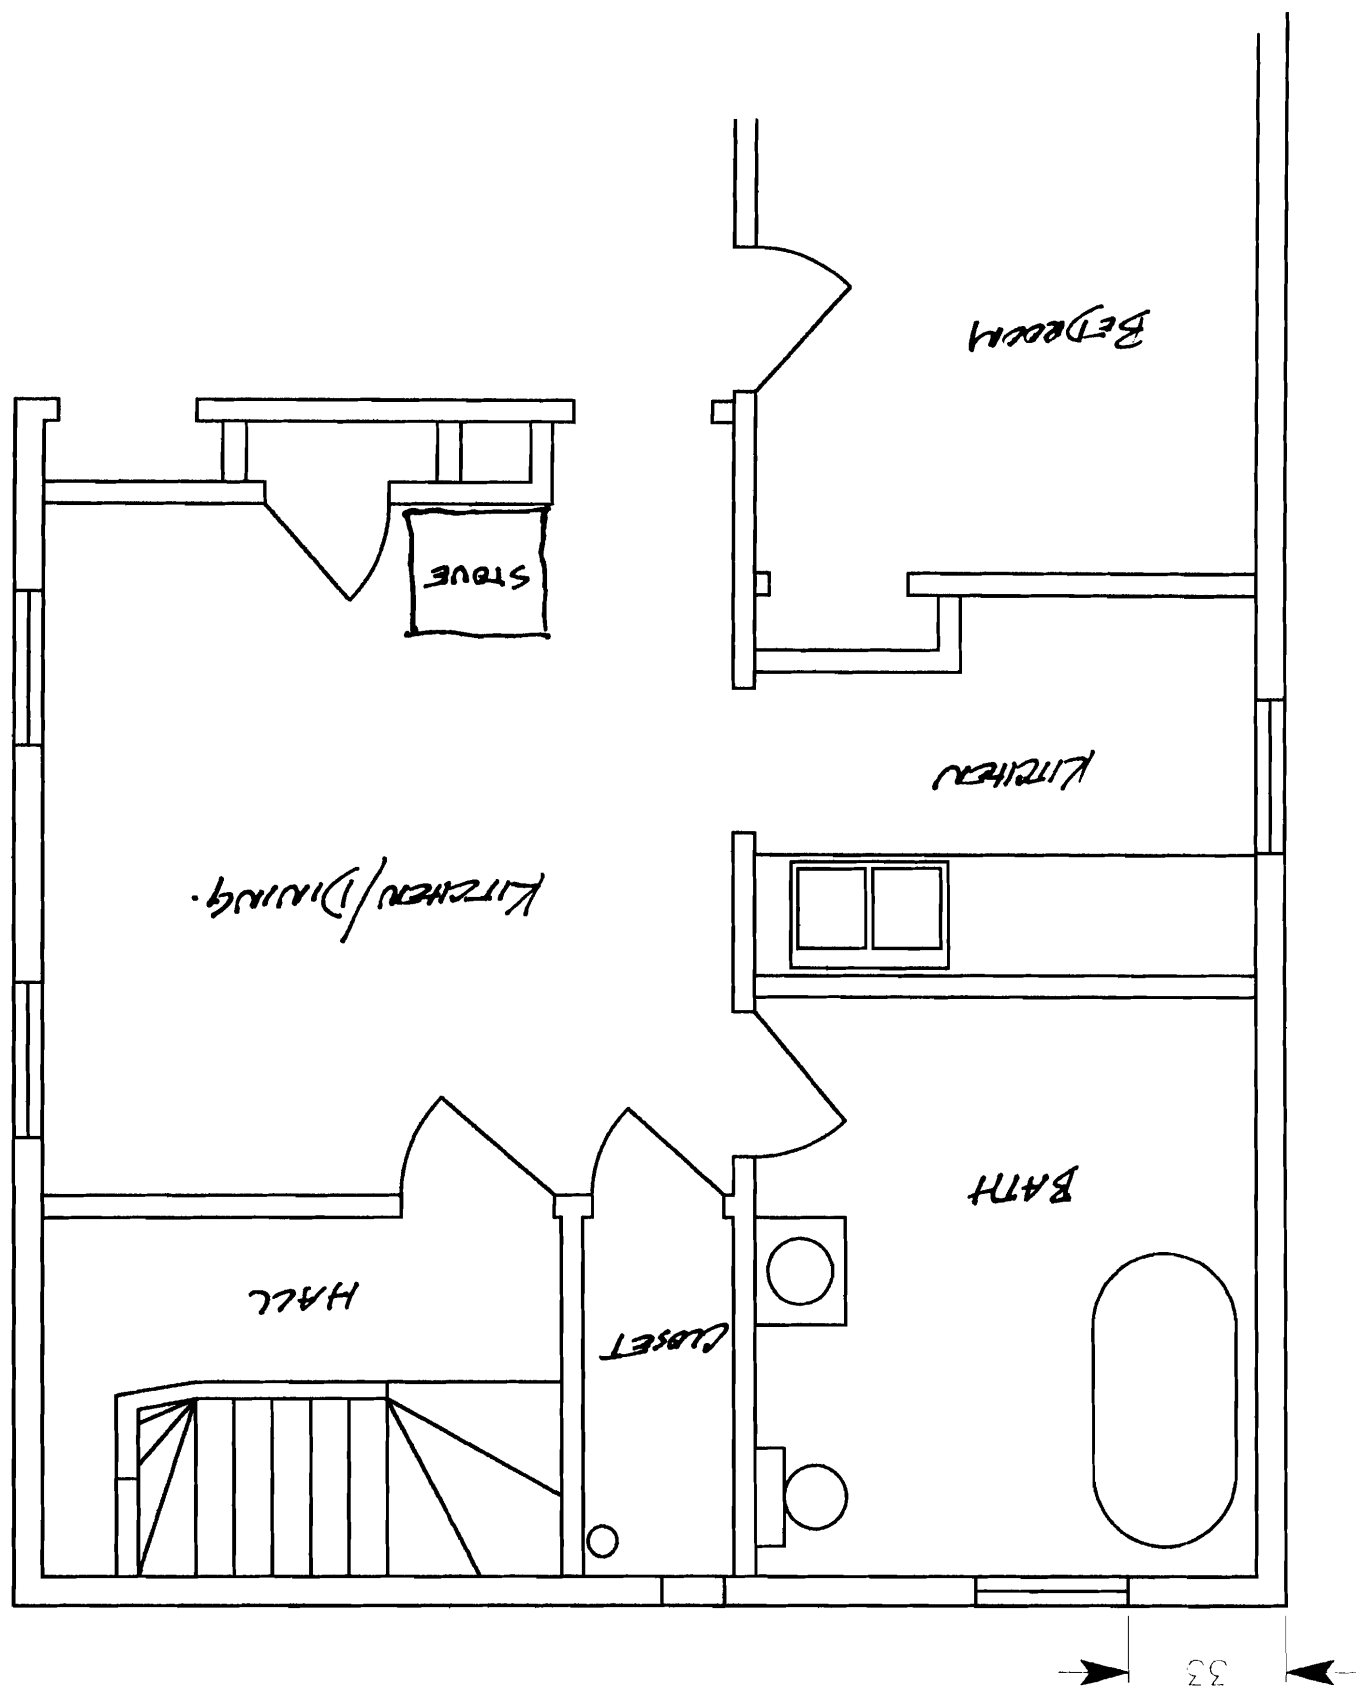 BEDROOM
STOVE
KITCHEN
KITCHEN/DINING.
BATH
HALL
CLOSET
33